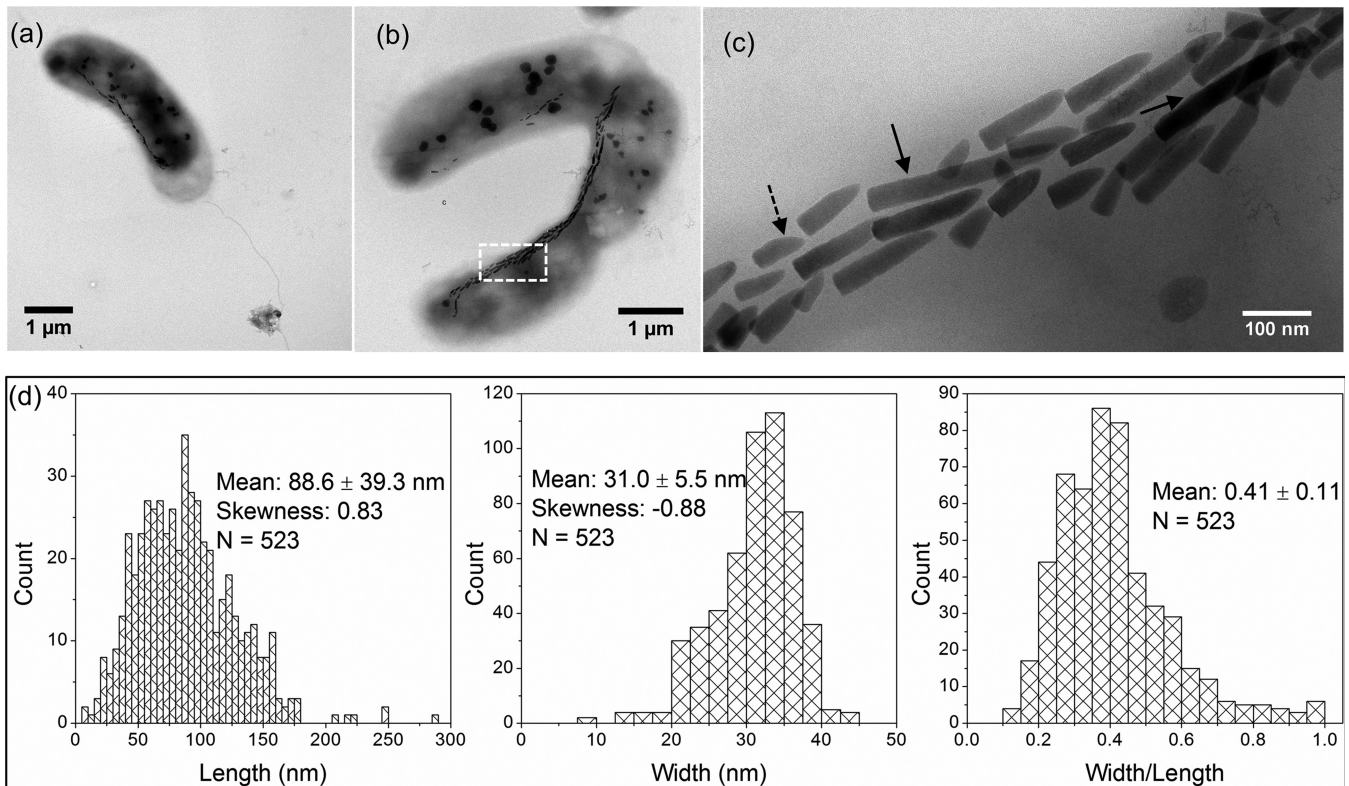 (a)
1 µm
(b)
c
1 µm
(c)
100 nm
(d)
40
30
20
10
0
Count
Mean: 88.6 ± 39.3 nm
Skewness: 0.83
N = 523
0 50 100 150 200 250 300
Length (nm)
120
100
80
60
40
20
0
Count
Mean: 31.0 ± 5.5 nm
Skewness: -0.88
N = 523
0 10 20 30 40 50
Width (nm)
90
80
70
60
50
40
30
20
10
0
Count
Mean: 0.41 ± 0.11
N = 523
0.0 0.2 0.4 0.6 0.8 1.0
Width/Length